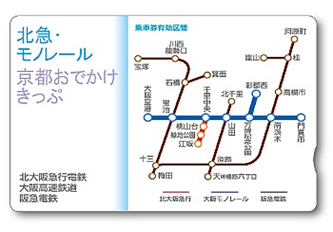 北急・
モノレール
京都おでかけ
きっぷ
北大阪急行電鉄
大阪高速鉄道
阪急電鉄
乗車券有効区間
河原町
嵐山
桂
川西
能勢口
宝塚
箕面
石橋
高槻市
大阪空港
蛍池
千里中央
北千里
彩都西
桃山台
緑地公園
江坂
山田
万博記念公園
南茨木
門真市
十三
淡路
梅田
天神橋筋六丁目
北大阪急行
大阪モノレール
阪急電鉄